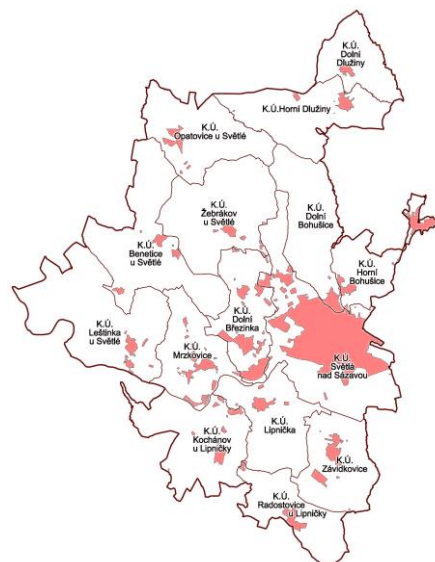 K.Ú.
Dolní
Dlužiny
K.Ú.Horní Dlužiny
K.Ú.
Opatovice u Světlé
K.Ú.
Žebrákov
u Světlé
K.Ú.
Dolní
Bohušice
K.Ú.
Benetice
u Světlé
K.Ú.
Horní
Bohušice
K.Ú.
Leštinka
u Světlé
K.Ú.
Dolní
Březinka
K.Ú.
Mrzkovice
K.Ú.
Světlá
nad Sázavou
K.Ú.
Kochánov
u Lipničky
K.Ú.
Lipnička
K.Ú.
Závidkovice
K.Ú.
Radostovice
u Lipničky